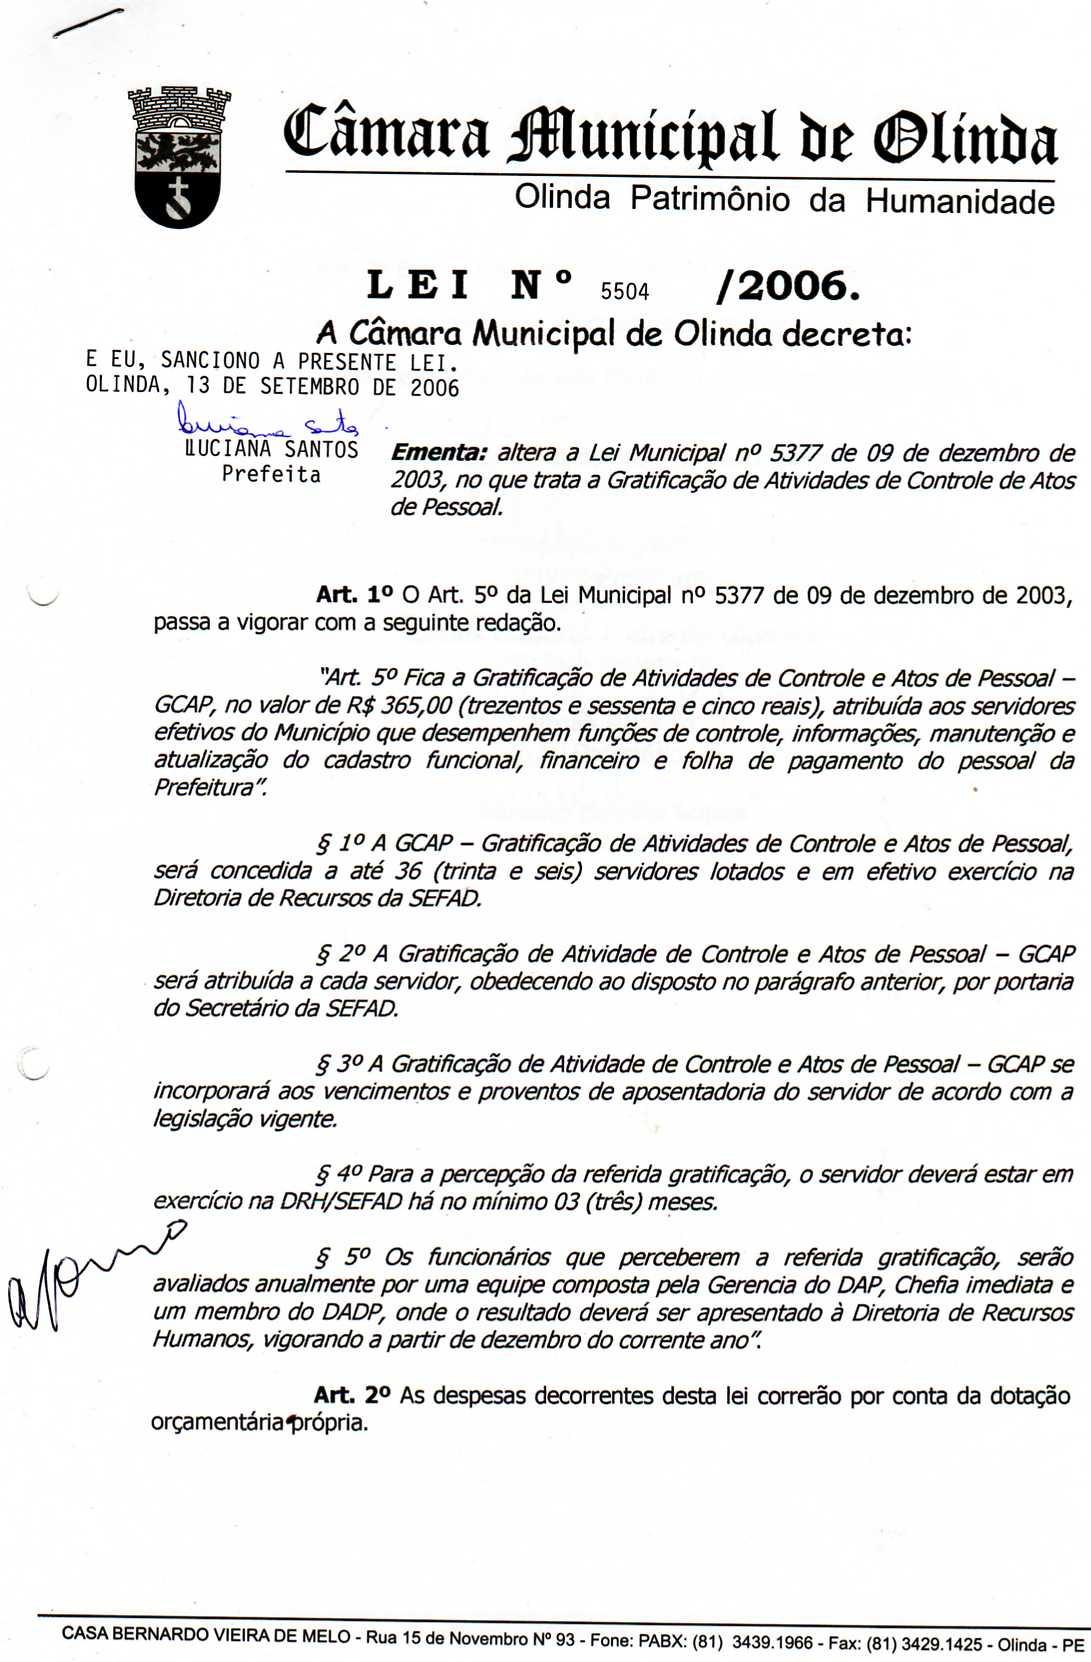 Câmara Municipal de Olinda
Olinda Patrimônio da Humanidade
LEI Nº 5504 /2006.
A Câmara Municipal de Olinda decreta:
E EU, SANCIONO A PRESENTE LEI.
OLINDA, 13 DE SETEMBRO DE 2006
Luciana Santos
LUCIANA SANTOS
Prefeita
Ementa: altera a Lei Municipal nº 5377 de 09 de dezembro de
2003, no que trata a Gratificação de Atividades de Controle de Atos
de Pessoal.
Art. 1º O Art. 5º da Lei Municipal nº 5377 de 09 de dezembro de 2003,
passa a vigorar com a seguinte redação.
"Art. 5º Fica a Gratificação de Atividades de Controle e Atos de Pessoal –
GCAP, no valor de R$ 365,00 (trezentos e sessenta e cinco reais), atribuída aos servidores
efetivos do Município que desempenhem funções de controle, informações, manutenção e
atualização do cadastro funcional, financeiro e folha de pagamento do pessoal da
Prefeitura".
§ 1º A GCAP – Gratificação de Atividades de Controle e Atos de Pessoal,
será concedida a até 36 (trinta e seis) servidores lotados e em efetivo exercício na
Diretoria de Recursos da SEFAD.
§ 2º A Gratificação de Atividade de Controle e Atos de Pessoal – GCAP
será atribuída a cada servidor, obedecendo ao disposto no parágrafo anterior, por portaria
do Secretário da SEFAD.
§ 3º A Gratificação de Atividade de Controle e Atos de Pessoal – GCAP se
incorporará aos vencimentos e proventos de aposentadoria do servidor de acordo com a
legislação vigente.
§ 4º Para a percepção da referida gratificação, o servidor deverá estar em
exercício na DRH/SEFAD há no mínimo 03 (três) meses.
§ 5º Os funcionários que perceberem a referida gratificação, serão
avaliados anualmente por uma equipe composta pela Gerencia do DAP, Chefia imediata e
um membro do DADP, onde o resultado deverá ser apresentado à Diretoria de Recursos
Humanos, vigorando a partir de dezembro do corrente ano".
Art. 2º As despesas decorrentes desta lei correrão por conta da dotação
orçamentária própria.
CASA BERNARDO VIEIRA DE MELO - Rua 15 de Novembro Nº 93 - Fone: PABX: (81) 3439.1966 - Fax: (81) 3429.1425 - Olinda - PE